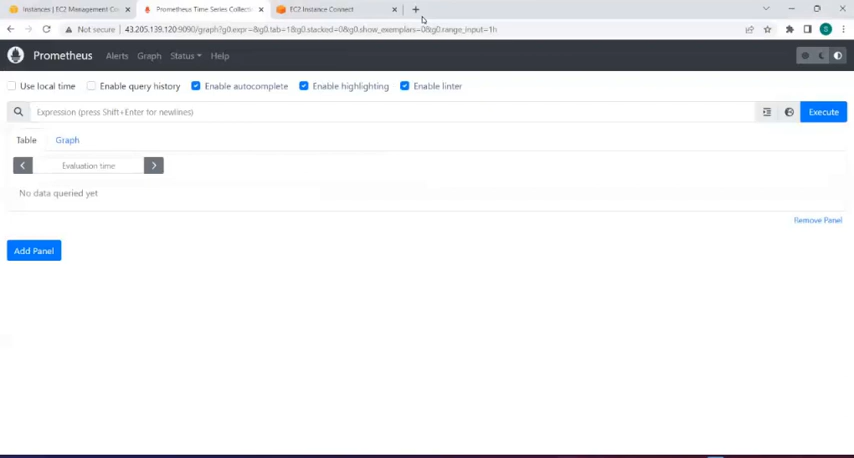 Instances | EC2 Management Co
Prometheus Time Series Collecti
EC2 Instance Connect
Not secure
43.205.139.120:9090/graph?g0.expr=&g0.tab=1&g0.stacked=0&g0.show_exemplars=0&g0.range_input=1h
Prometheus
Alerts
Graph
Status
Help
Use local time
Enable query history
Enable autocomplete
Enable highlighting
Enable linter
Expression (press Shift+Enter for newlines)
Execute
Table
Graph
Evaluation time
No data queried yet
Remove Panel
Add Panel